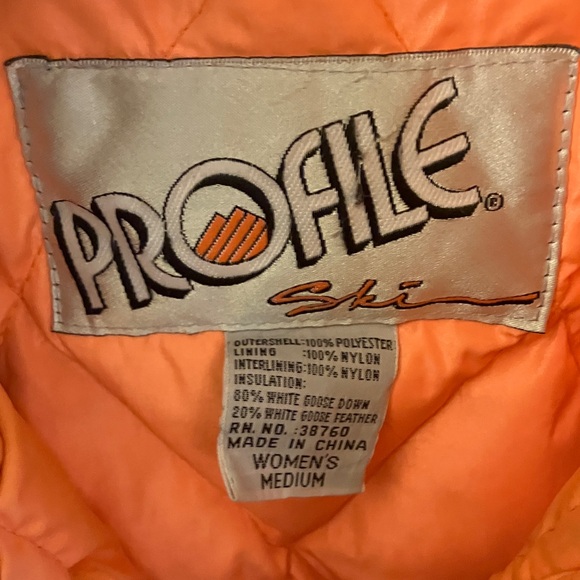 PROFILE®
Ski
OUTERSHELL:100% POLYESTER
LINING :100% NYLON
INTERLINING:100% NYLON
INSULATION:
80% WHITE GOOSE DOWN
20% WHITE GOOSE FEATHER
RN. NO. :38760
MADE IN CHINA
WOMEN'S
MEDIUM